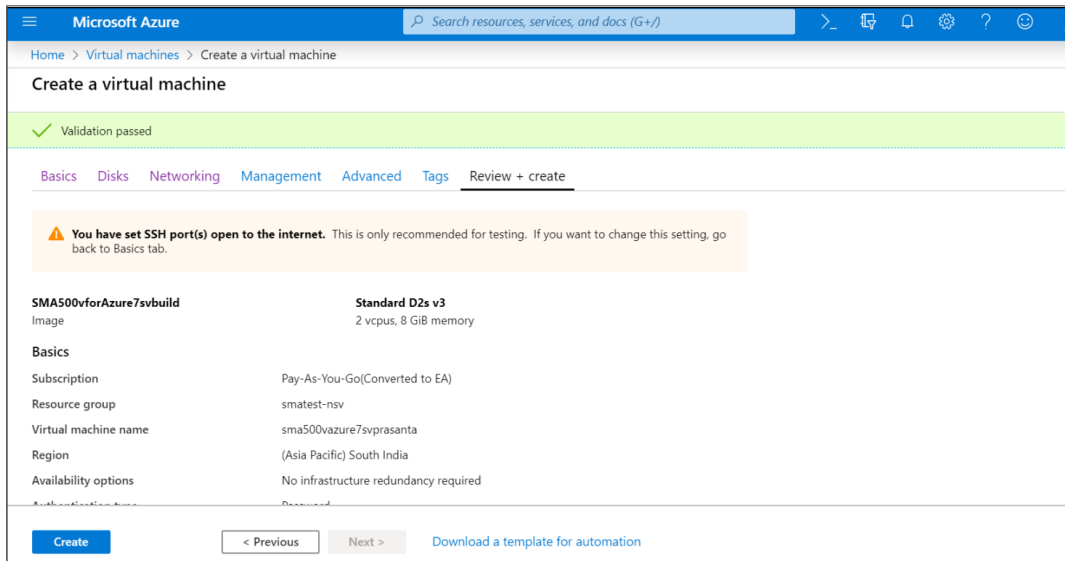 Microsoft Azure
Search resources, services, and docs (G+/)
Home > Virtual machines > Create a virtual machine
Create a virtual machine
Validation passed
Basics Disks Networking Management Advanced Tags Review + create
You have set SSH port(s) open to the internet. This is only recommended for testing. If you want to change this setting, go
back to Basics tab.
SMA500vforAzure7svbuild Standard D2s v3
Image 2 vcpus, 8 GiB memory
Basics
Subscription Pay-As-You-Go(Converted to EA)
Resource group smatest-nsv
Virtual machine name sma500vazure7svprasanta
Region (Asia Pacific) South India
Availability options No infrastructure redundancy required
Authentication type Password
Create < Previous Next > Download a template for automation